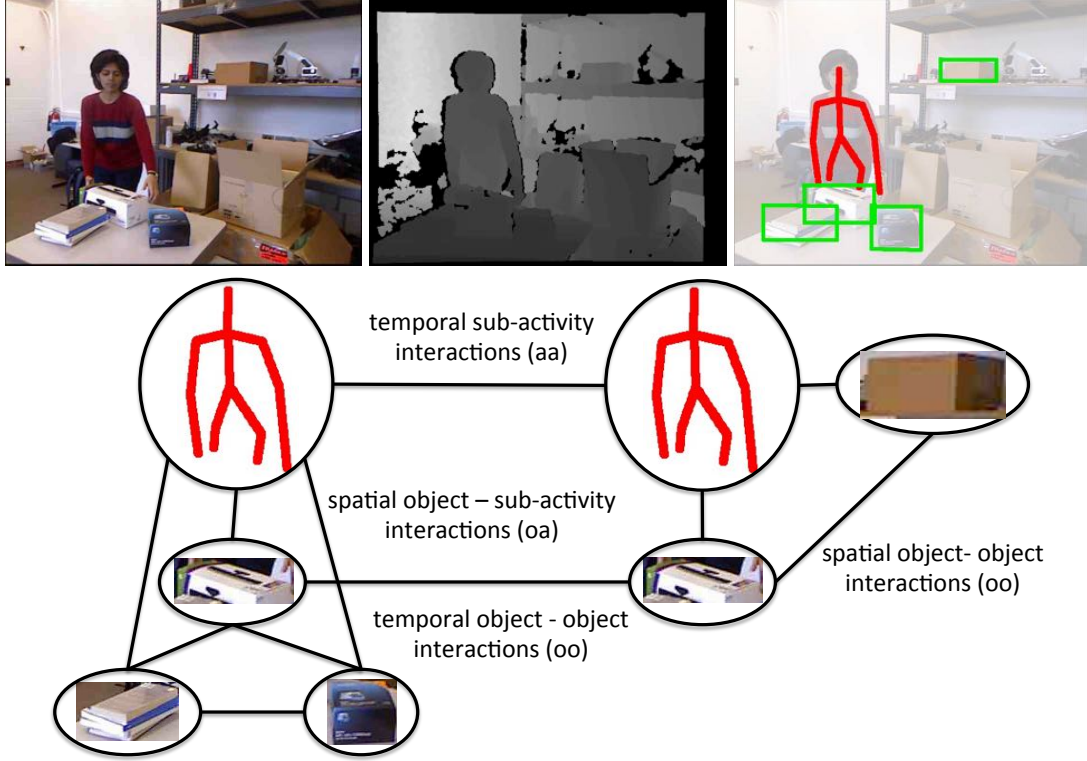 temporal sub-activity
interactions (aa)
spatial object – sub-activity
interactions (oa)
spatial object- object
interactions (oo)
temporal object - object
interactions (oo)